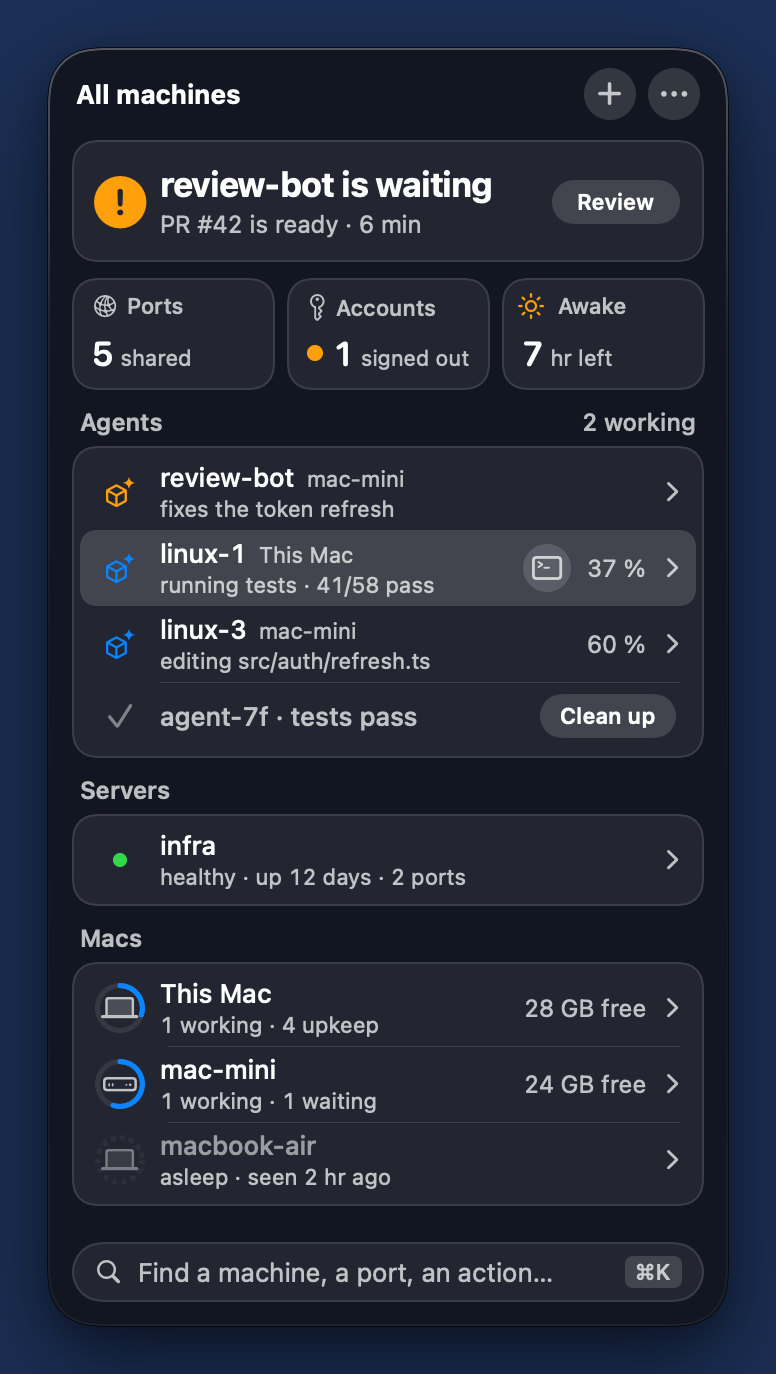 All machines
review-bot is waiting
PR #42 is ready · 6 min
Review
Ports
5 shared
Accounts
1 signed out
Awake
7 hr left
Agents
2 working
review-bot mac-mini
fixes the token refresh
linux-1 This Mac
running tests · 41/58 pass
37 %
linux-3 mac-mini
editing src/auth/refresh.ts
60 %
agent-7f · tests pass
Clean up
Servers
infra
healthy · up 12 days · 2 ports
Macs
This Mac
1 working · 4 upkeep
28 GB free
mac-mini
1 working · 1 waiting
24 GB free
macbook-air
asleep · seen 2 hr ago
Find a machine, a port, an action...
⌘K